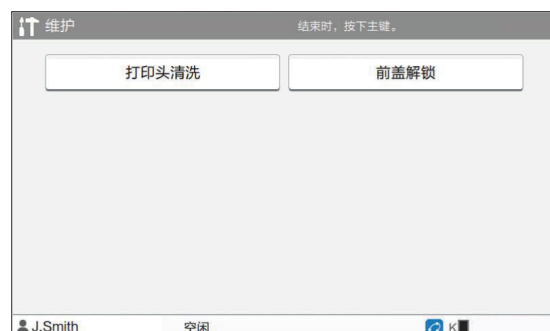 维护
结束时，按下主键。
打印头清洗
前盖解锁
J.Smith
空闲
K